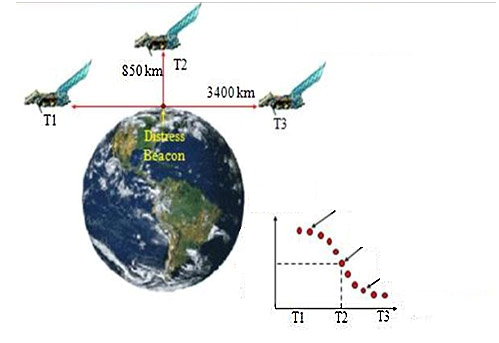 850 km
T2
3400 km
T1
T3
Distress
Beacon
T1 T2 T3